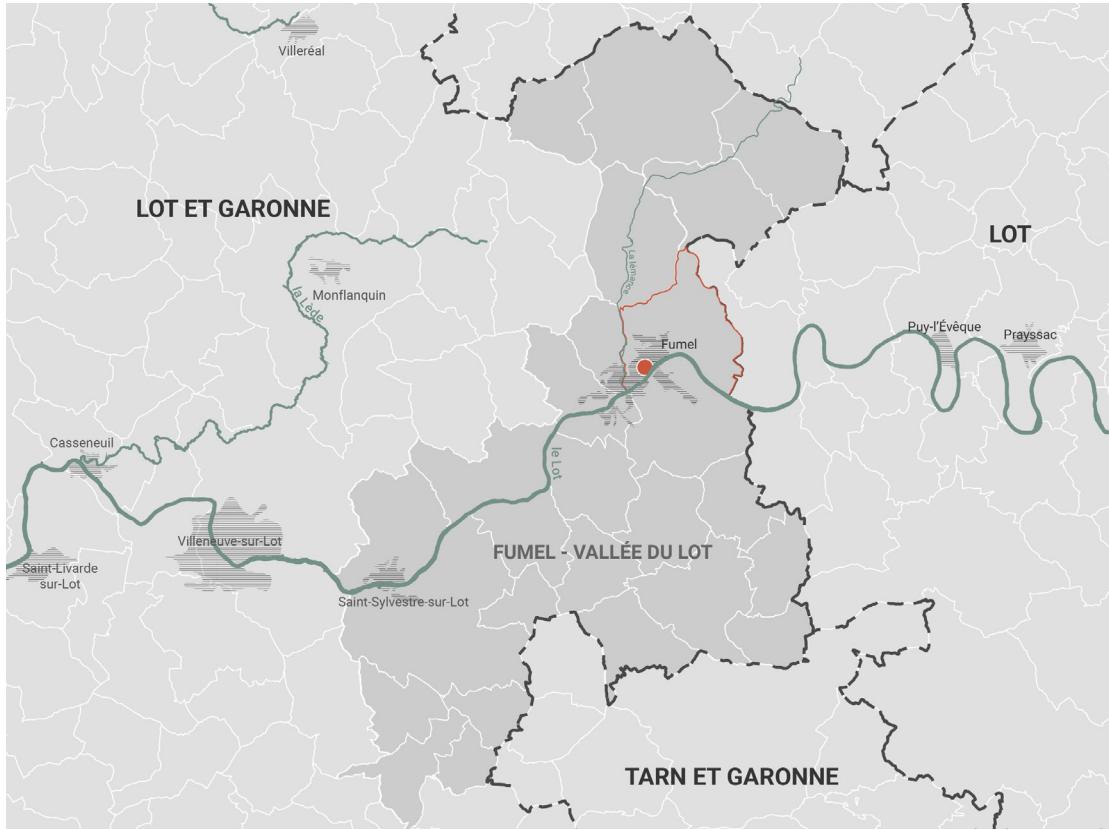 Villeréal
LOT ET GARONNE
LOT
la lémance
Monflanquin
la Lède
Puy-l'Évêque
Prayssac
Fumel
Casseneuil
le Lot
Villeneuve-sur-Lot
FUMEL - VALLÉE DU LOT
Saint-Livarde
sur-Lot
Saint-Sylvestre-sur-Lot
TARN ET GARONNE